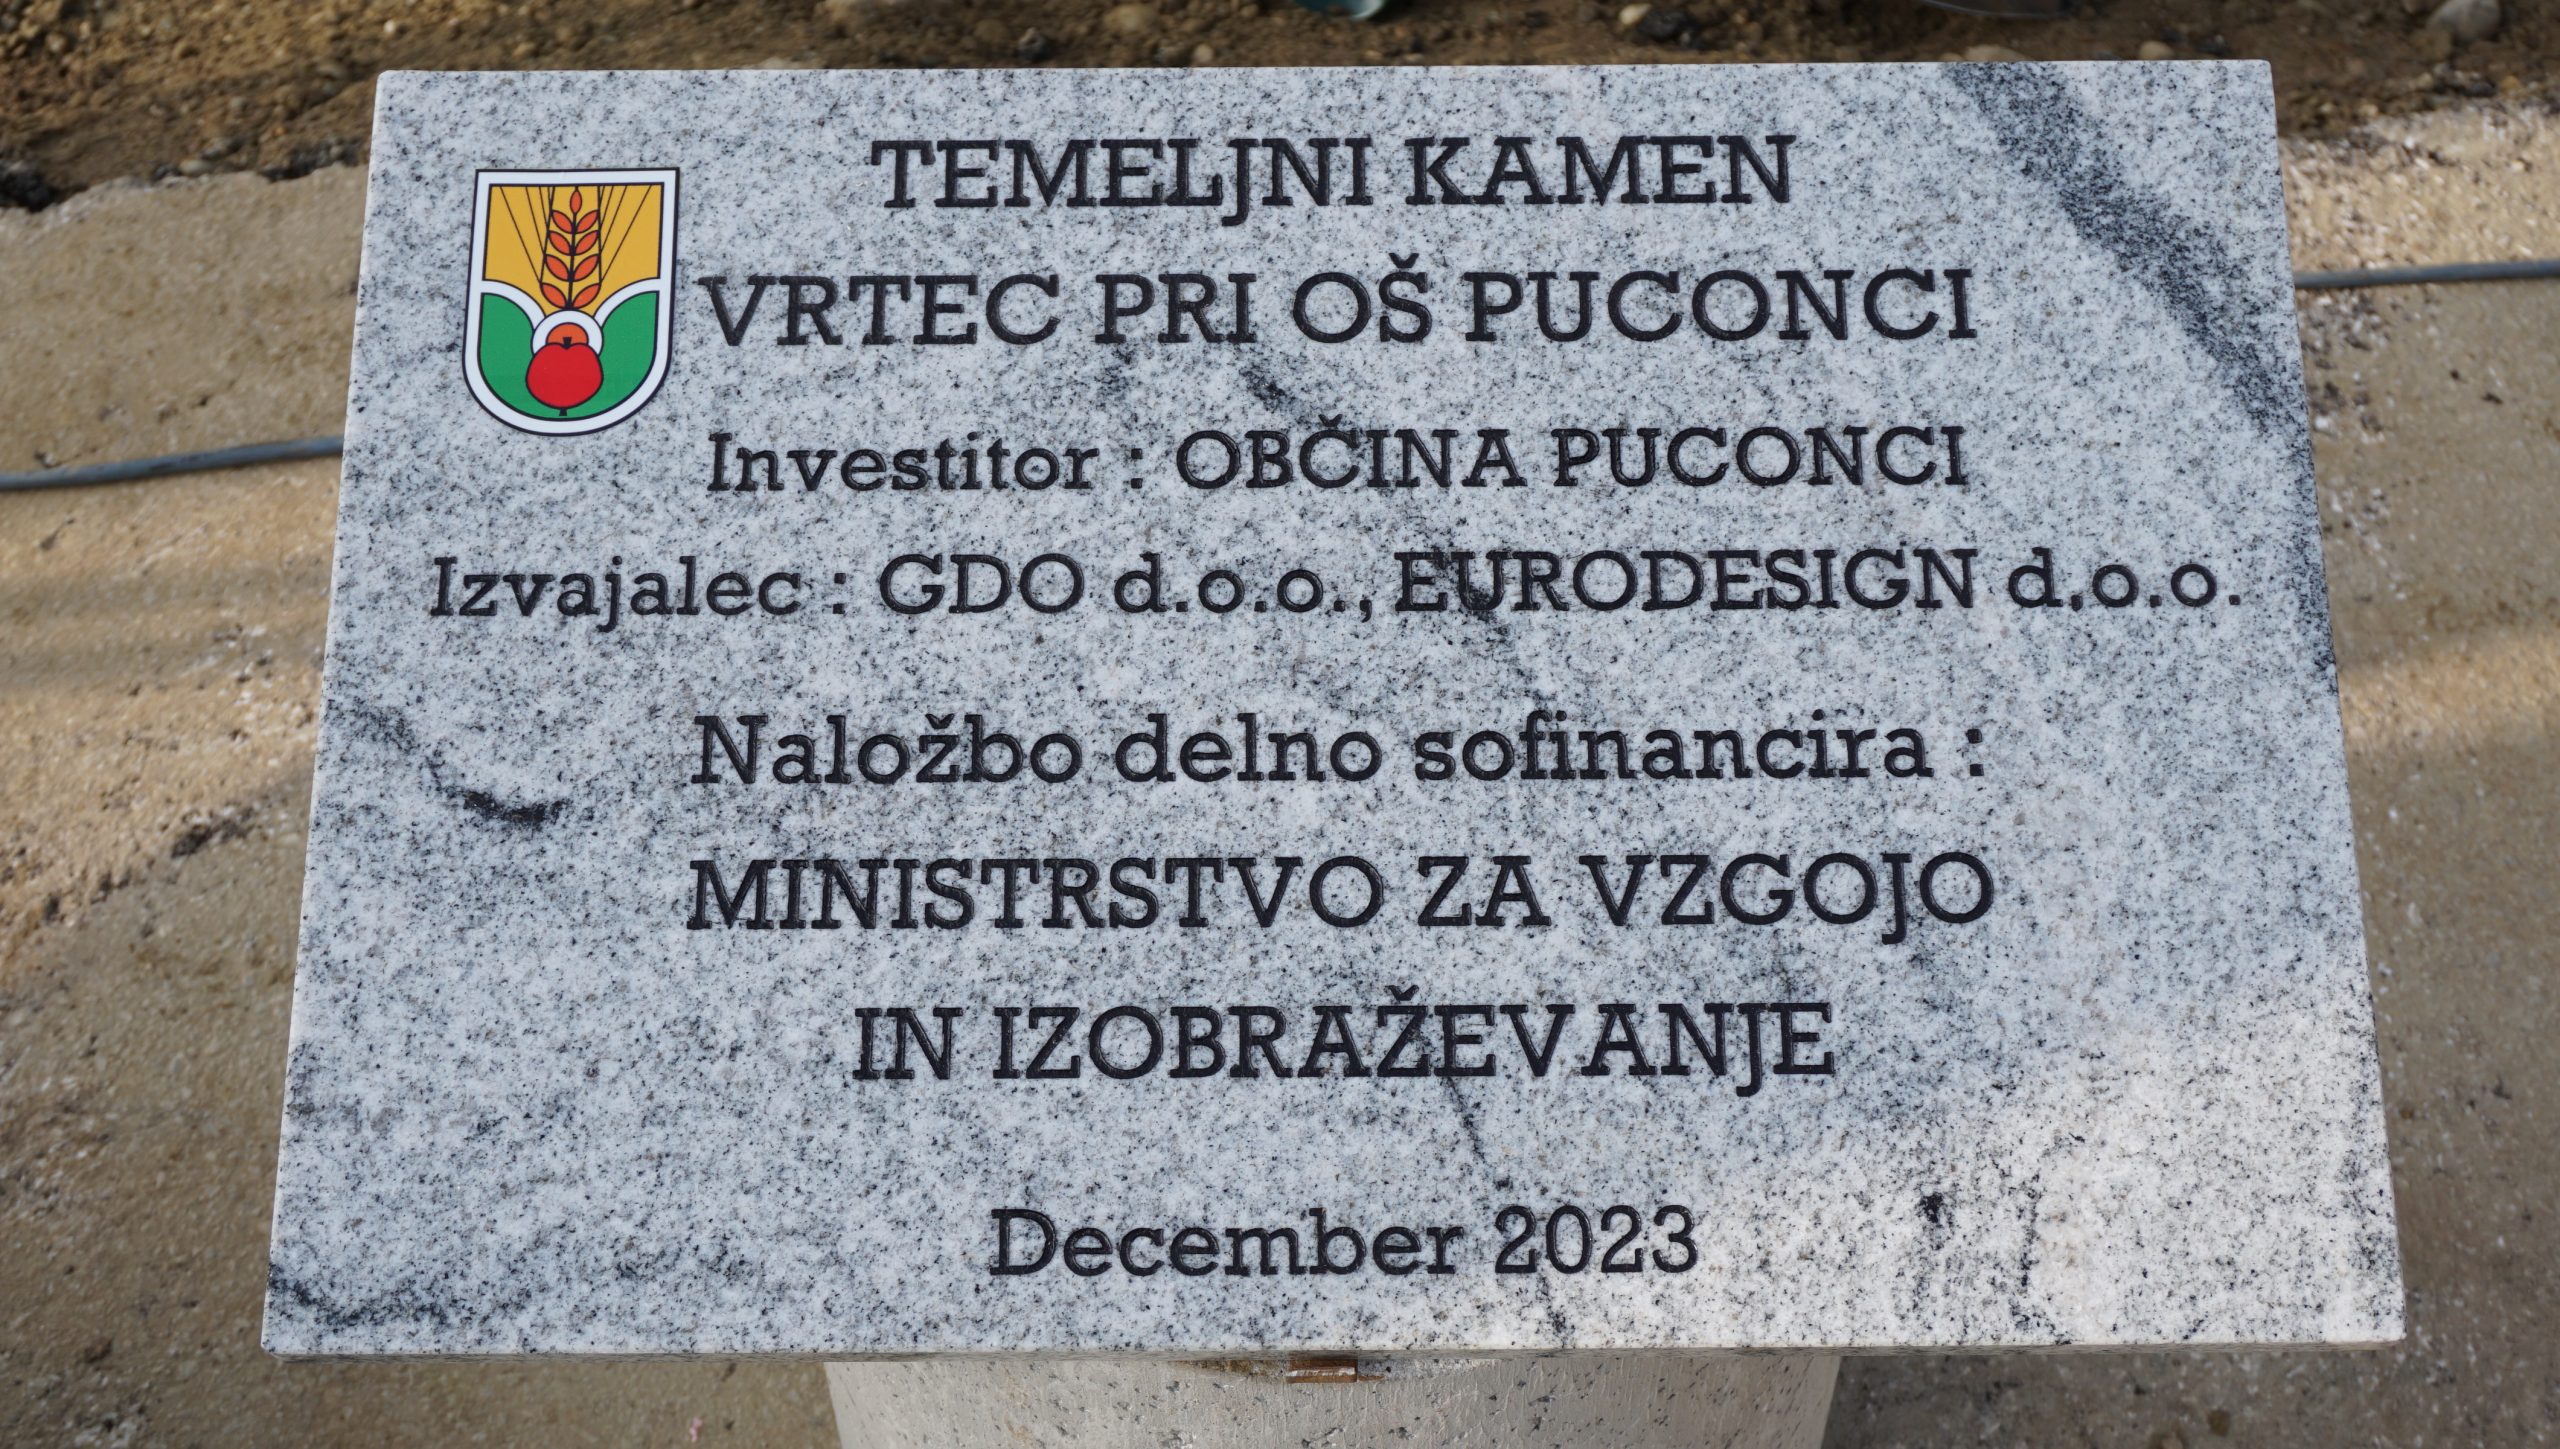 TEMELJNI KAMEN
VRTEC PRI OŠ PUCONCI
Investitor : OBČINA PUCONCI
Izvajalec : GDO d.o.o., EURODESIGN d.o.o.
Naložbo delno sofinancira :
MINISTRSTVO ZA VZGOJO
IN IZOBRAŽEVANJE
December 2023